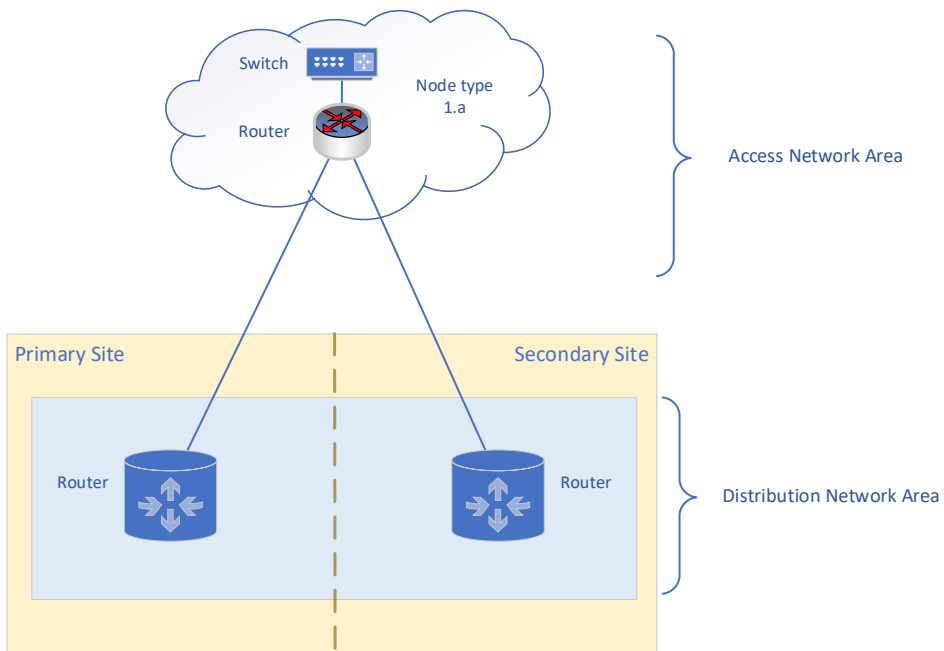 Switch
Node type
1.a
Router
Access Network Area
Primary Site
Secondary Site
Router
Router
Distribution Network Area